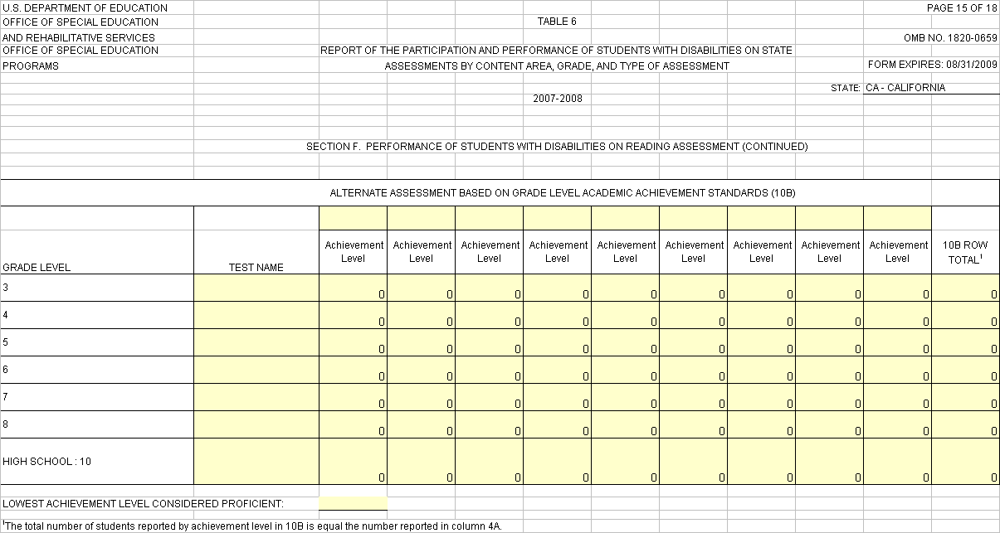 U.S. DEPARTMENT OF EDUCATION PAGE 15 OF 18
OFFICE OF SPECIAL EDUCATION TABLE 6
AND REHABILITATIVE SERVICES OMB NO. 1820-0659
OFFICE OF SPECIAL EDUCATION REPORT OF THE PARTICIPATION AND PERFORMANCE OF STUDENTS WITH DISABILITIES ON STATE
PROGRAMS ASSESSMENTS BY CONTENT AREA, GRADE, AND TYPE OF ASSESSMENT FORM EXPIRES: 08/31/2009
STATE: CA - CALIFORNIA
2007-2008
SECTION F. PERFORMANCE OF STUDENTS WITH DISABILITIES ON READING ASSESSMENT (CONTINUED)
ALTERNATE ASSESSMENT BASED ON GRADE LEVEL ACADEMIC ACHIEVEMENT STANDARDS (10B)
Achievement Achievement Achievement Achievement Achievement Achievement Achievement Achievement Achievement 10B ROW
Level Level Level Level Level Level Level Level Level TOTAL¹
GRADE LEVEL TEST NAME
3 0 0 0 0 0 0 0 0 0 0
4 0 0 0 0 0 0 0 0 0 0
5 0 0 0 0 0 0 0 0 0 0
6 0 0 0 0 0 0 0 0 0 0
7 0 0 0 0 0 0 0 0 0 0
8 0 0 0 0 0 0 0 0 0 0
HIGH SCHOOL : 10 0 0 0 0 0 0 0 0 0 0
LOWEST ACHIEVEMENT LEVEL CONSIDERED PROFICIENT:
¹The total number of students reported by achievement level in 10B is equal the number reported in column 4A.